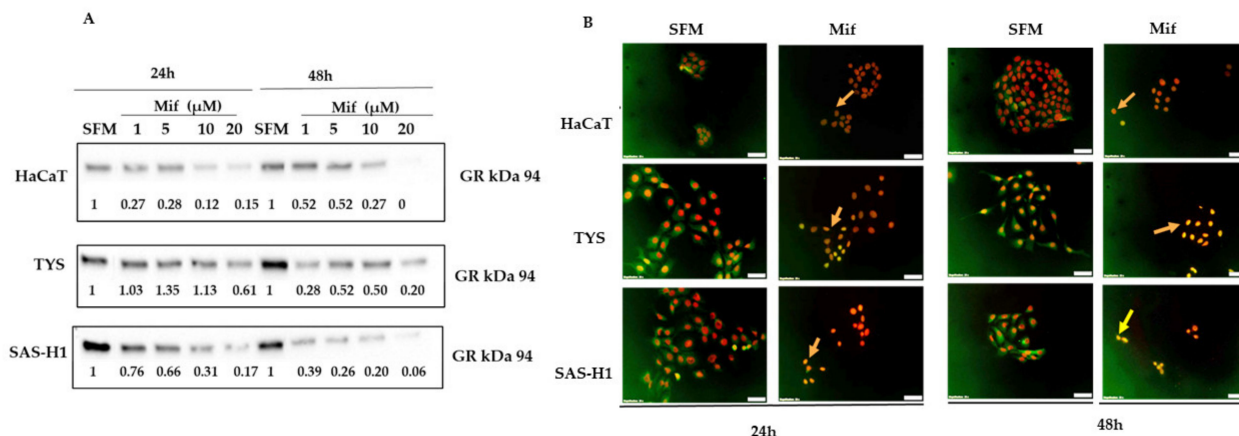 A
24h 48h
Mif (μM) Mif (μM)
SFM 1 5 10 20 SFM 1 5 10 20
HaCaT
GR kDa 94
1 0.27 0.28 0.12 0.15 1 0.52 0.52 0.27 0
TYS
GR kDa 94
1 1.03 1.35 1.13 0.61 1 0.28 0.52 0.50 0.20
SAS-H1
GR kDa 94
1 0.76 0.66 0.31 0.17 1 0.39 0.26 0.20 0.06
B
SFM Mif SFM Mif
HaCaT
TYS
SAS-H1
24h 48h